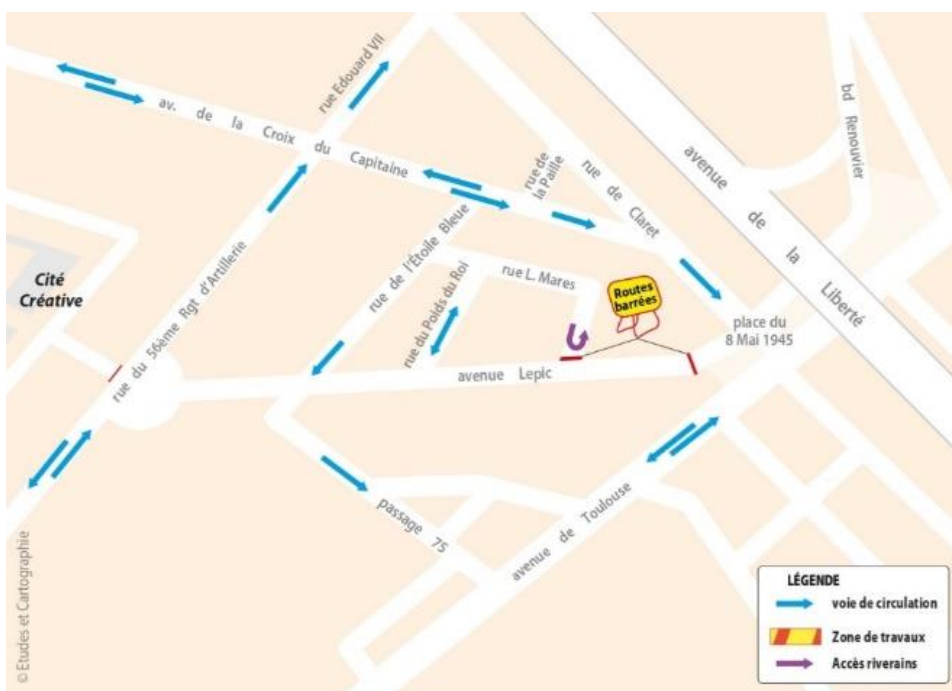 rue Edouard VII
av. de la Croix du Capitaine
bd Renouvier
avenue de la Liberté
rue de
la Paille
rue de Claret
rue de l'Étoile Bleue
rue du 56ème Rgt d'Artillerie
Cité
Créative
rue L. Mares
rue du Poids du Roi
Routes
barrées
place du
8 Mai 1945
avenue Lepic
passage 75
avenue de Toulouse
© Etudes et Cartographie
LÉGENDE
voie de circulation
Zone de travaux
Accès riverains